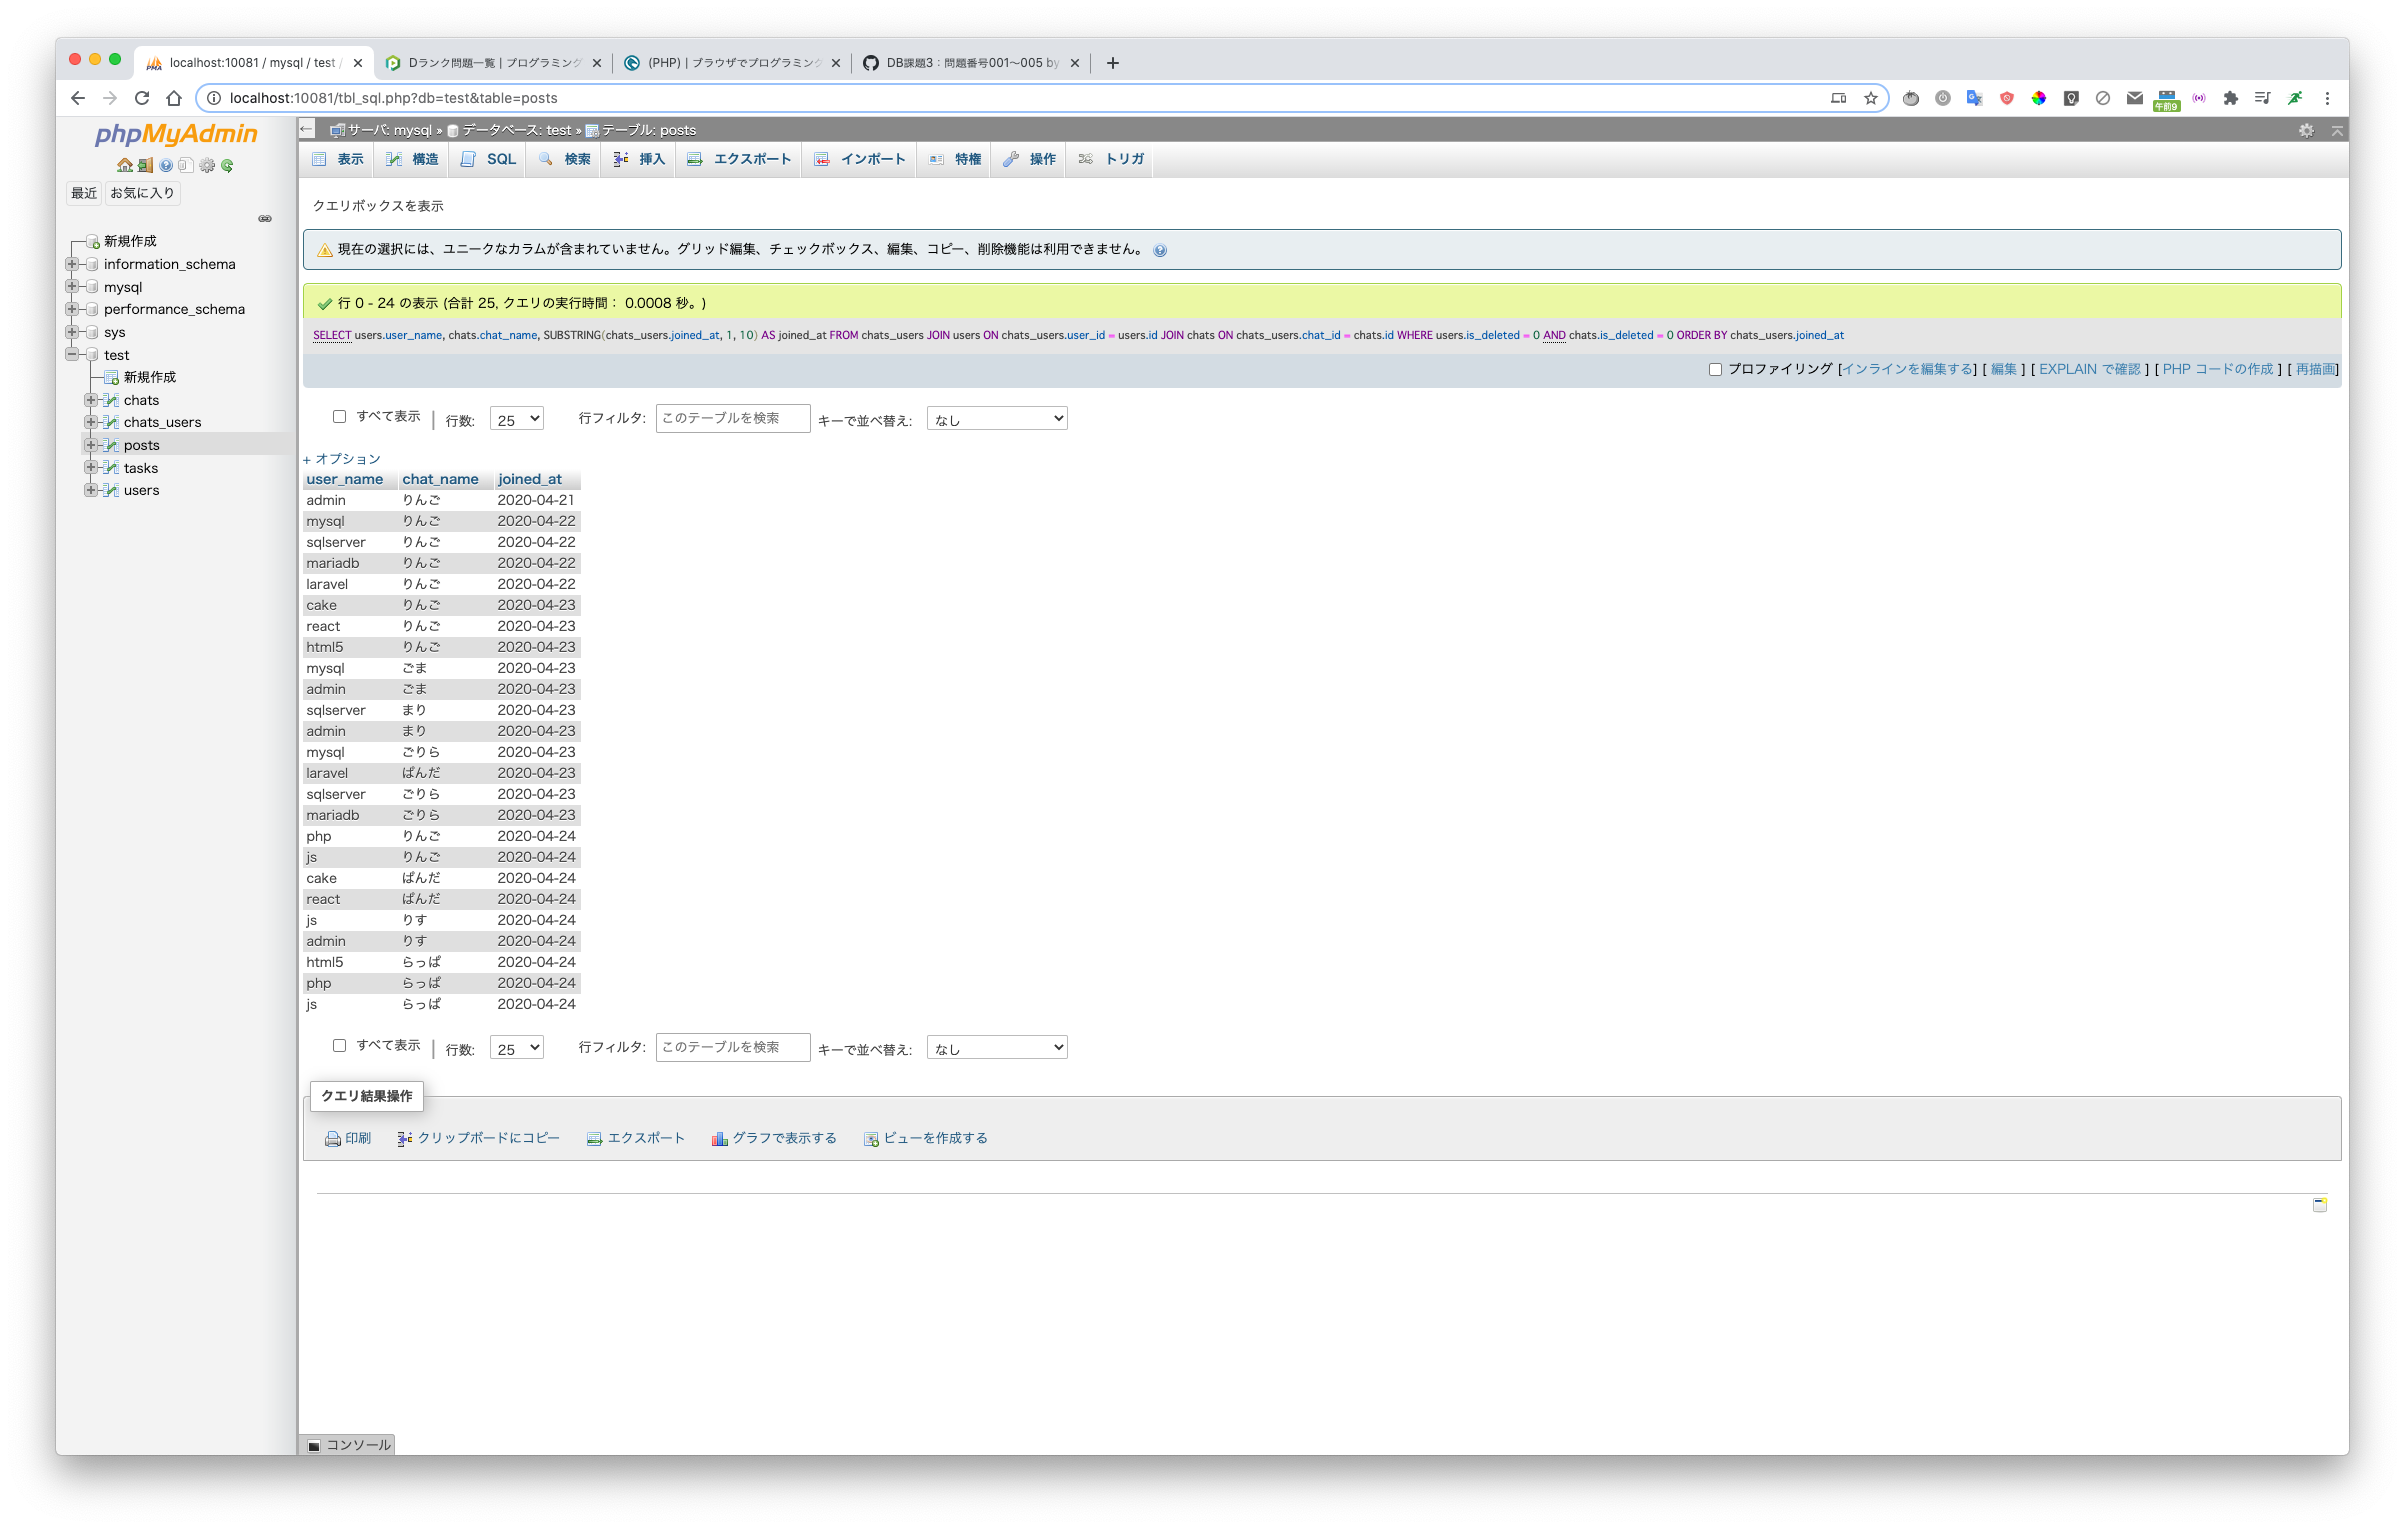 localhost:10081 / mysql / test /
Dランク問題一覧 | プログラミング
(PHP) | ブラウザでプログラミング
DB課題3：問題番号001〜005 by
localhost:10081/tbl_sql.php?db=test&table=posts
午前9
phpMyAdmin
最近 お気に入り
新規作成
information_schema
mysql
performance_schema
sys
test
新規作成
chats
chats_users
posts
tasks
users
サーバ: mysql » データベース: test » テーブル: posts
表示 構造 SQL 検索 挿入 エクスポート インポート 特権 操作 トリガ
クエリボックスを表示
現在の選択には、ユニークなカラムが含まれていません。グリッド編集、チェックボックス、編集、コピー、削除機能は利用できません。
行 0 - 24 の表示 (合計 25, クエリの実行時間： 0.0008 秒。)
SELECT users.user_name, chats.chat_name, SUBSTRING(chats_users.joined_at, 1, 10) AS joined_at FROM chats_users JOIN users ON chats_users.user_id = users.id JOIN chats ON chats_users.chat_id = chats.id WHERE users.is_deleted = 0 AND chats.is_deleted = 0 ORDER BY chats_users.joined_at
プロファイリング [インラインを編集する] [ 編集 ] [ EXPLAIN で確認 ] [ PHP コードの作成 ] [ 再描画]
すべて表示 | 行数: 25 行フィルタ: このテーブルを検索 キーで並べ替え: なし
+ オプション
user_name chat_name joined_at
admin りんご 2020-04-21
mysql りんご 2020-04-22
sqlserver りんご 2020-04-22
mariadb りんご 2020-04-22
laravel りんご 2020-04-22
cake りんご 2020-04-23
react りんご 2020-04-23
html5 りんご 2020-04-23
mysql ごま 2020-04-23
admin ごま 2020-04-23
sqlserver まり 2020-04-23
admin まり 2020-04-23
mysql ごりら 2020-04-23
laravel ぱんだ 2020-04-23
sqlserver ごりら 2020-04-23
mariadb ごりら 2020-04-23
php りんご 2020-04-24
js りんご 2020-04-24
cake ぱんだ 2020-04-24
react ぱんだ 2020-04-24
js りす 2020-04-24
admin りす 2020-04-24
html5 らっぱ 2020-04-24
php らっぱ 2020-04-24
js らっぱ 2020-04-24
すべて表示 | 行数: 25 行フィルタ: このテーブルを検索 キーで並べ替え: なし
クエリ結果操作
印刷 クリップボードにコピー エクスポート グラフで表示する ビューを作成する
コンソール